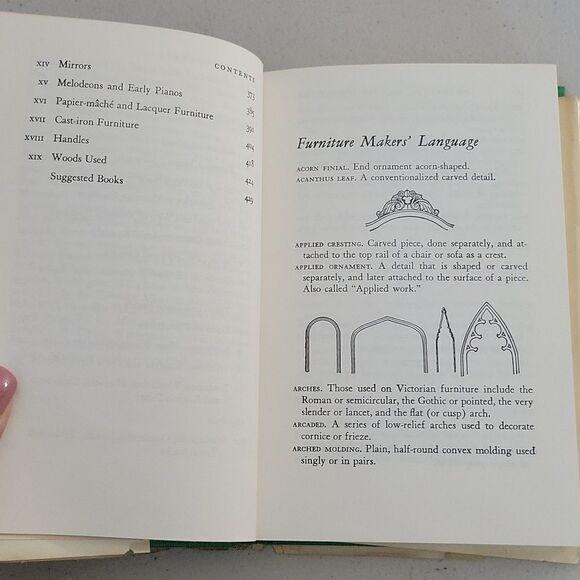 CONTENTS
XIV Mirrors 373
XV Melodeons and Early Pianos 385
XVI Papier-mâché and Lacquer Furniture
XVII Cast-iron Furniture 404
XVIII Handles 418
XIX Woods Used 424
Suggested Books 429
Furniture Makers' Language
ACORN FINIAL. End ornament acorn-shaped.
ACANTHUS LEAF. A conventionalized carved detail.
APPLIED CRESTING. Carved piece, done separately, and at-
tached to the top rail of a chair or sofa as a crest.
APPLIED ORNAMENT. A detail that is shaped or carved
separately, and later attached to the surface of a piece.
Also called "Applied work."
ARCHES. Those used on Victorian furniture include the
Roman or semicircular, the Gothic or pointed, the very
slender or lancet, and the flat (or cusp) arch.
ARCADED. A series of low-relief arches used to decorate
cornice or frieze.
ARCHED MOLDING. Plain, half-round convex molding used
singly or in pairs.